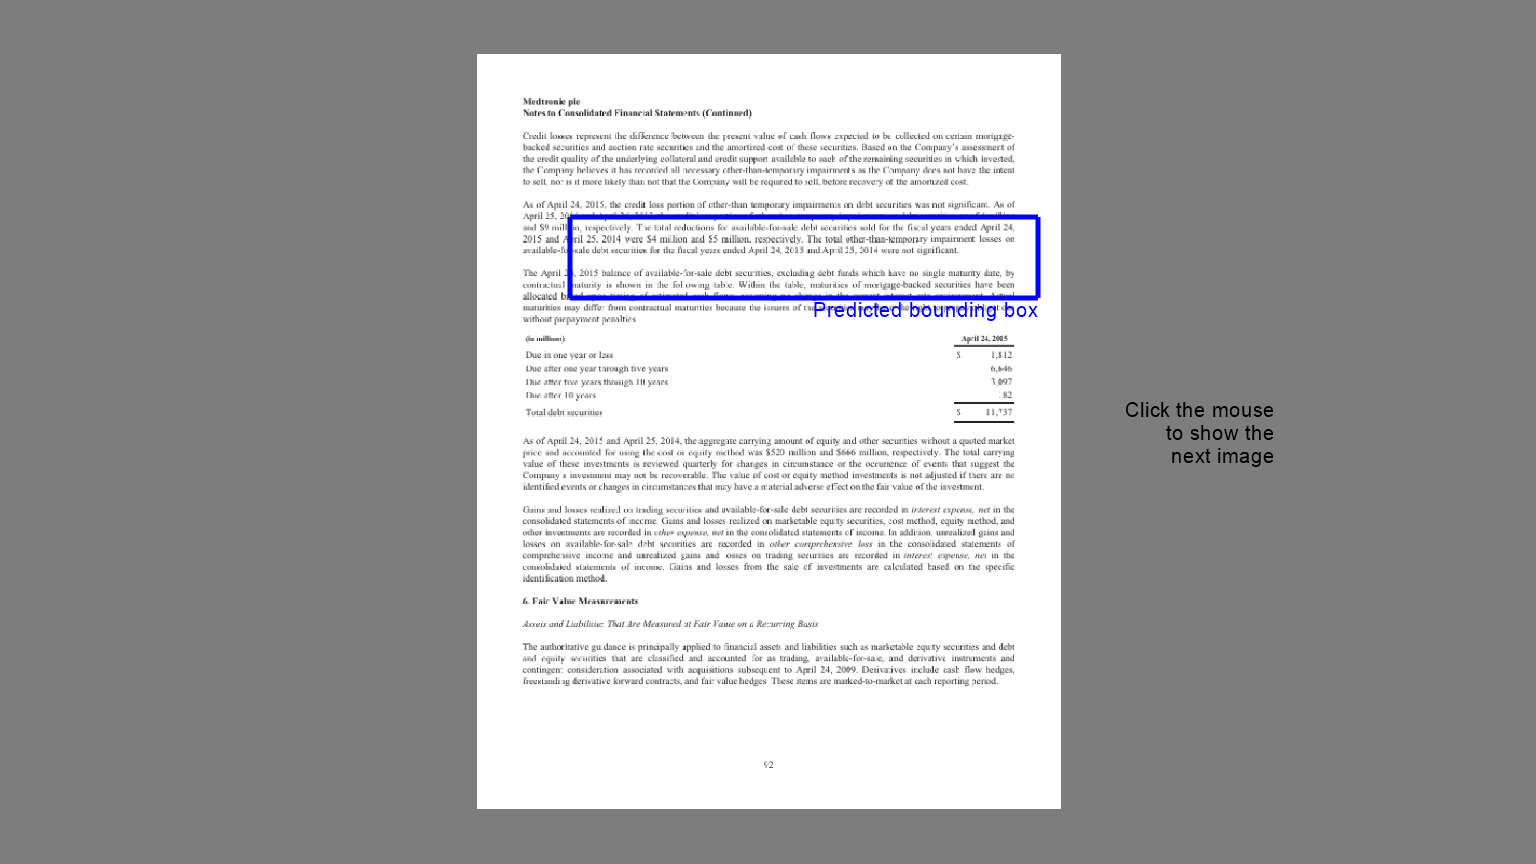 Medtronic plc
Notes to Consolidated Financial Statements (Continued)
Credit losses represent the difference between the present value of cash flows expected to be collected on certain mortgage-
backed securities and auction rate securities and the amortized cost of these securities. Based on the Company's assessment of
the credit quality of the underlying collateral and credit support available to each of the remaining securities in which invested,
the Company believes it has recorded all necessary other-than-temporary impairments as the Company does not have the intent
to sell, nor is it more likely than not that the Company will be required to sell, before recovery of the amortized cost.
As of April 24, 2015, the credit loss portion of other-than temporary impairments on debt securities was not significant. As of
April 25,
and $9 million, respectively. The total reductions for available-for-sale debt securities sold for the fiscal years ended April 24,
2015 and April 25, 2014 were $4 million and $5 million, respectively. The total other-than-temporary impairment losses on
available-for-sale debt securities for the fiscal years ended April 24, 2015 and April 25, 2014 were not significant.
The April 24, 2015 balance of available-for-sale debt securities, excluding debt funds which have no single maturity date, by
contractual maturity is shown in the following table. Within the table, maturities of mortgage-backed securities have been
allocated based upon timing of estimated cash flows, assuming no change in the current interest rate environment. Actual
maturities may differ from contractual maturities because the issuers of the
without prepayment penalties
Predicted bounding box
(in millions) April 24, 2015
Due in one year or less $ 1,812
Due after one year through five years 6,646
Due after five years through 10 years 3,097
Due after 10 years 182
Total debt securities $ 11,737
As of April 24, 2015 and April 25, 2014, the aggregate carrying amount of equity and other securities without a quoted market
price and accounted for using the cost or equity method was $520 million and $666 million, respectively. The total carrying
value of these investments is reviewed quarterly for changes in circumstance or the occurrence of events that suggest the
Company's investment may not be recoverable. The value of cost or equity method investments is not adjusted if there are no
identified events or changes in circumstances that may have a material adverse effect on the fair value of the investment.
Gains and losses realized on trading securities and available-for-sale debt securities are recorded in interest expense, net in the
consolidated statements of income. Gains and losses realized on marketable equity securities, cost method, equity method, and
other investments are recorded in other expense, net in the consolidated statements of income. In addition, unrealized gains and
losses on available-for-sale debt securities are recorded in other comprehensive loss in the consolidated statements of
comprehensive income and unrealized gains and losses on trading securities are recorded in interest expense, net in the
consolidated statements of income. Gains and losses from the sale of investments are calculated based on the specific
identification method.
6. Fair Value Measurements
Assets and Liabilities That Are Measured at Fair Value on a Recurring Basis
The authoritative guidance is principally applied to financial assets and liabilities such as marketable equity securities and debt
and equity securities that are classified and accounted for as trading, available-for-sale, and derivative instruments and
contingent consideration associated with acquisitions subsequent to April 24, 2009. Derivatives include cash flow hedges,
freestanding derivative forward contracts, and fair value hedges. These items are marked-to-market at each reporting period.
92
Click the mouse
to show the
next image